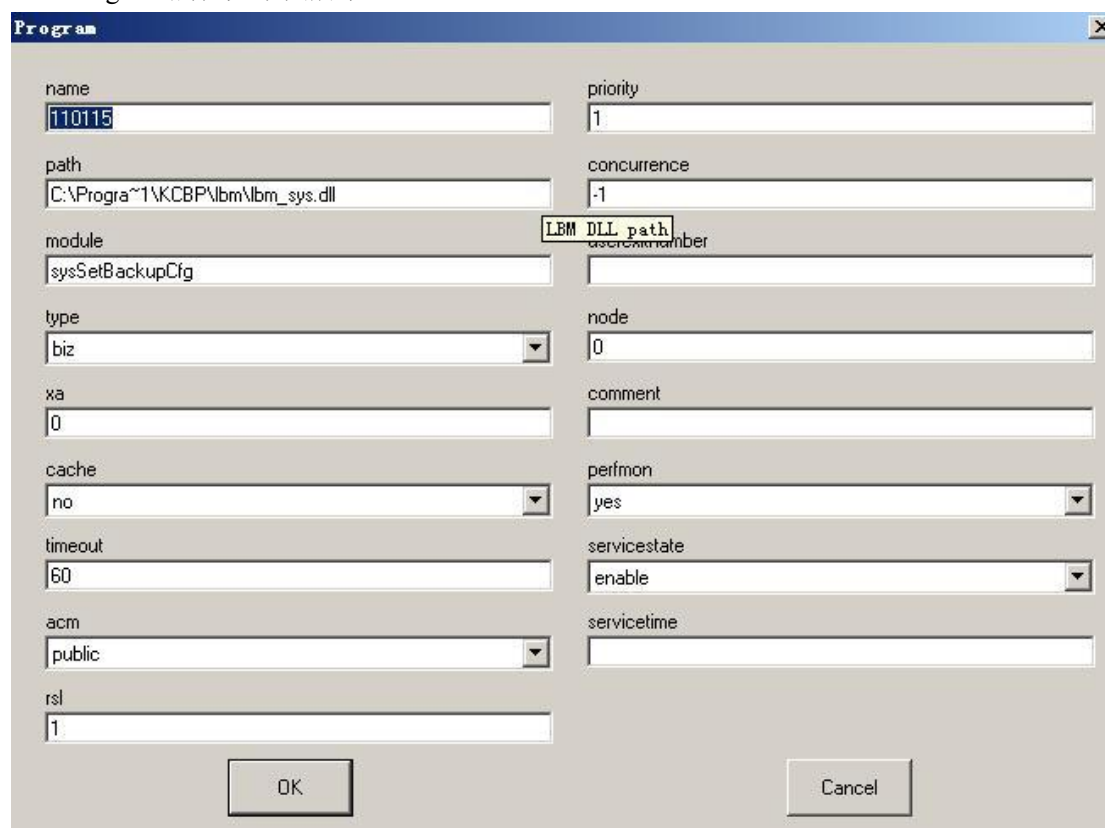 Program
name
110115
path
C:\Progra~1\KCBP\lbm\lbm_sys.dll
module
sysSetBackupCfg
type
biz
xa
0
cache
no
timeout
60
acm
public
rsl
1
OK
priority
1
concurrence
-1
LBM DLL path
node
0
comment
perfmon
yes
servicestate
enable
servicetime
Cancel